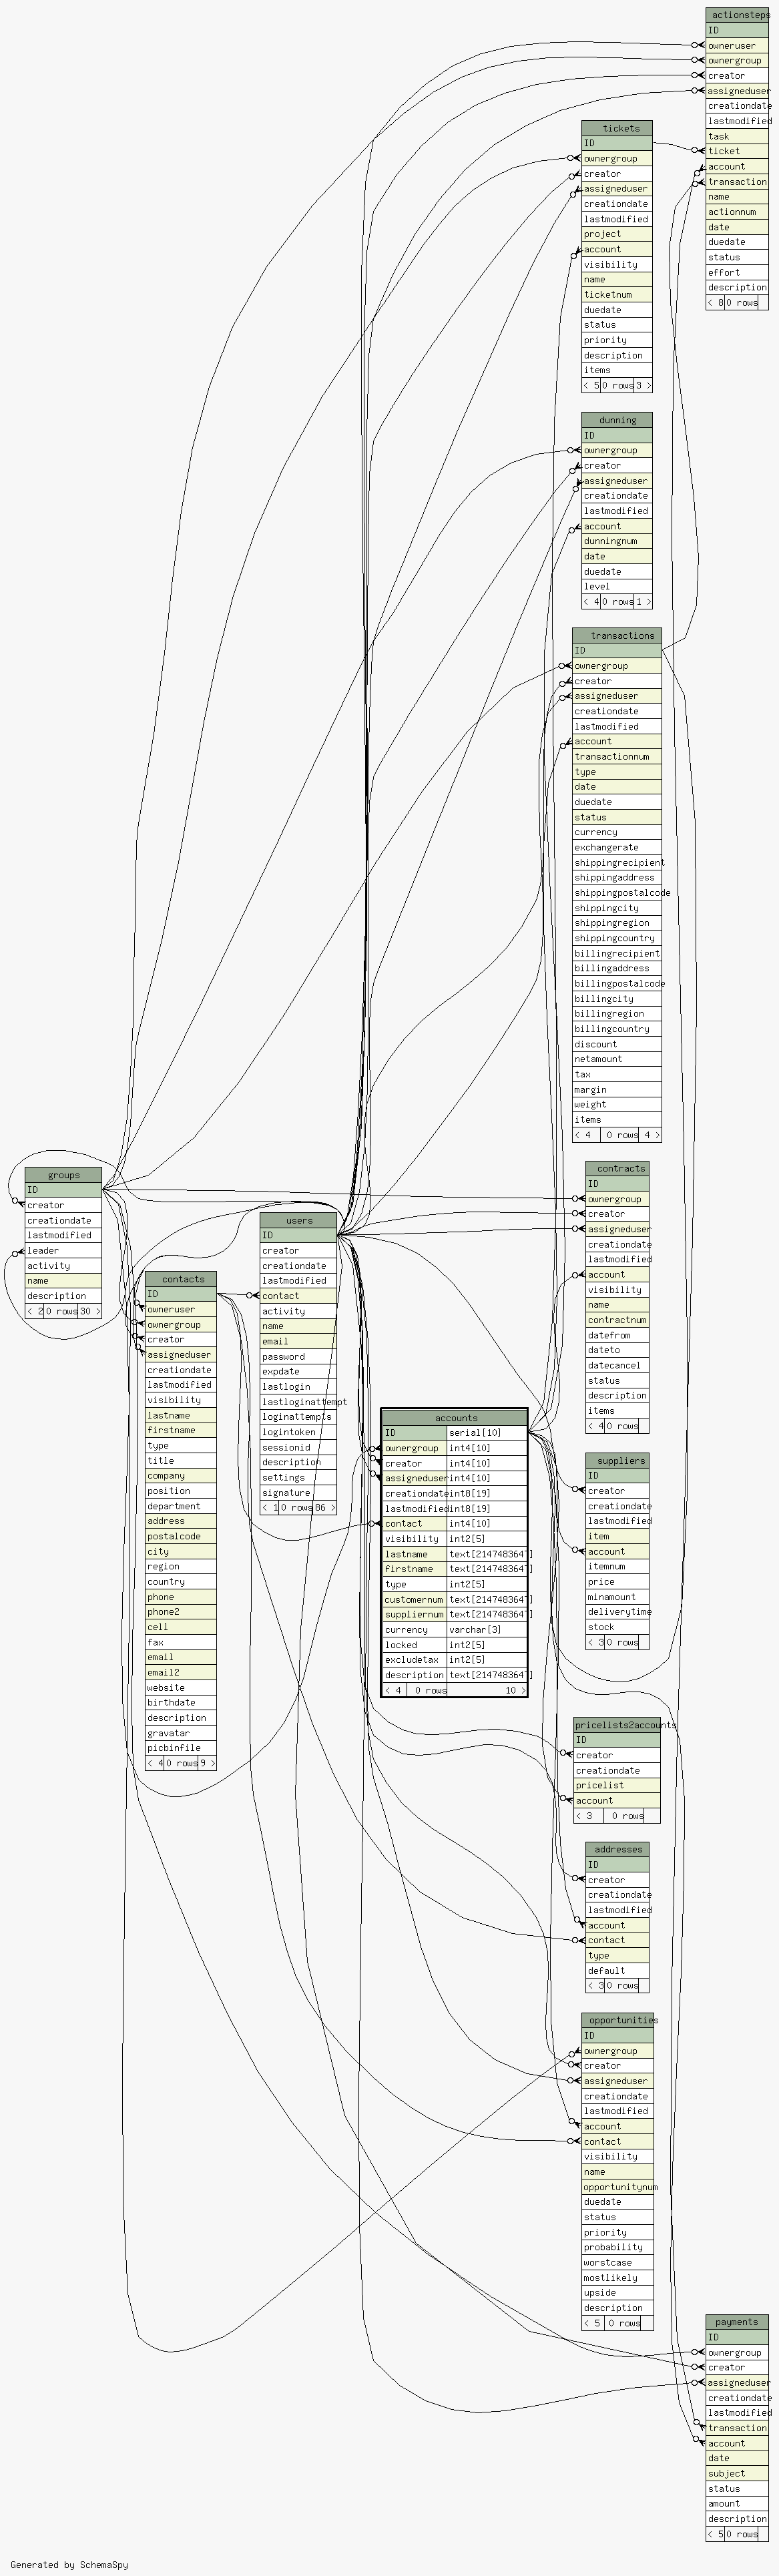 actionsteps
ID
owneruser
ownergroup
creator
assigneduser
creationdate
lastmodified
task
ticket
account
transaction
name
actionnum
date
duedate
status
effort
description
< 8 0 rows
tickets
ID
ownergroup
creator
assigneduser
creationdate
lastmodified
project
account
visibility
name
ticketnum
duedate
status
priority
description
items
< 5 0 rows 3 >
dunning
ID
ownergroup
creator
assigneduser
creationdate
lastmodified
account
dunningnum
date
duedate
level
< 4 0 rows 1 >
transactions
ID
ownergroup
creator
assigneduser
creationdate
lastmodified
account
transactionnum
type
date
duedate
status
currency
exchangerate
shippingrecipient
shippingaddress
shippingpostalcode
shippingcity
shippingregion
shippingcountry
billingrecipient
billingaddress
billingpostalcode
billingcity
billingregion
billingcountry
discount
netamount
tax
margin
weight
items
< 4 0 rows 4 >
groups
ID
creator
creationdate
lastmodified
leader
activity
name
description
< 2 0 rows 30 >
contacts
ID
owneruser
ownergroup
creator
assigneduser
creationdate
lastmodified
visibility
lastname
firstname
type
title
company
position
department
address
postalcode
city
region
country
phone
phone2
cell
fax
email
email2
website
birthdate
description
gravatar
picbinfile
< 4 0 rows 9 >
users
ID
creator
creationdate
lastmodified
contact
activity
name
email
password
expdate
lastlogin
lastloginattempt
loginattempts
logintoken
sessionid
description
settings
signature
< 1 0 rows 86 >
accounts
ID serial[10]
ownergroup int4[10]
creator int4[10]
assigneduser int4[10]
creationdate int8[19]
lastmodified int8[19]
contact int4[10]
visibility int2[5]
lastname text[2147483647]
firstname text[2147483647]
type int2[5]
customernum text[2147483647]
suppliernum text[2147483647]
currency varchar[3]
locked int2[5]
excludetax int2[5]
description text[2147483647]
< 4 0 rows 10 >
contracts
ID
ownergroup
creator
assigneduser
creationdate
lastmodified
account
visibility
name
contractnum
datefrom
dateto
datecancel
status
description
items
< 4 0 rows
suppliers
ID
creator
creationdate
lastmodified
item
account
itemnum
price
minamount
deliverytime
stock
< 3 0 rows
pricelists2accounts
ID
creator
creationdate
pricelist
account
< 3 0 rows
addresses
ID
creator
creationdate
lastmodified
account
contact
type
default
< 3 0 rows
opportunities
ID
ownergroup
creator
assigneduser
creationdate
lastmodified
account
contact
visibility
name
opportunitynum
duedate
status
priority
probability
worstcase
mostlikely
upside
description
< 5 0 rows
payments
ID
ownergroup
creator
assigneduser
creationdate
lastmodified
transaction
account
date
subject
status
amount
description
< 5 0 rows
Generated by SchemaSpy